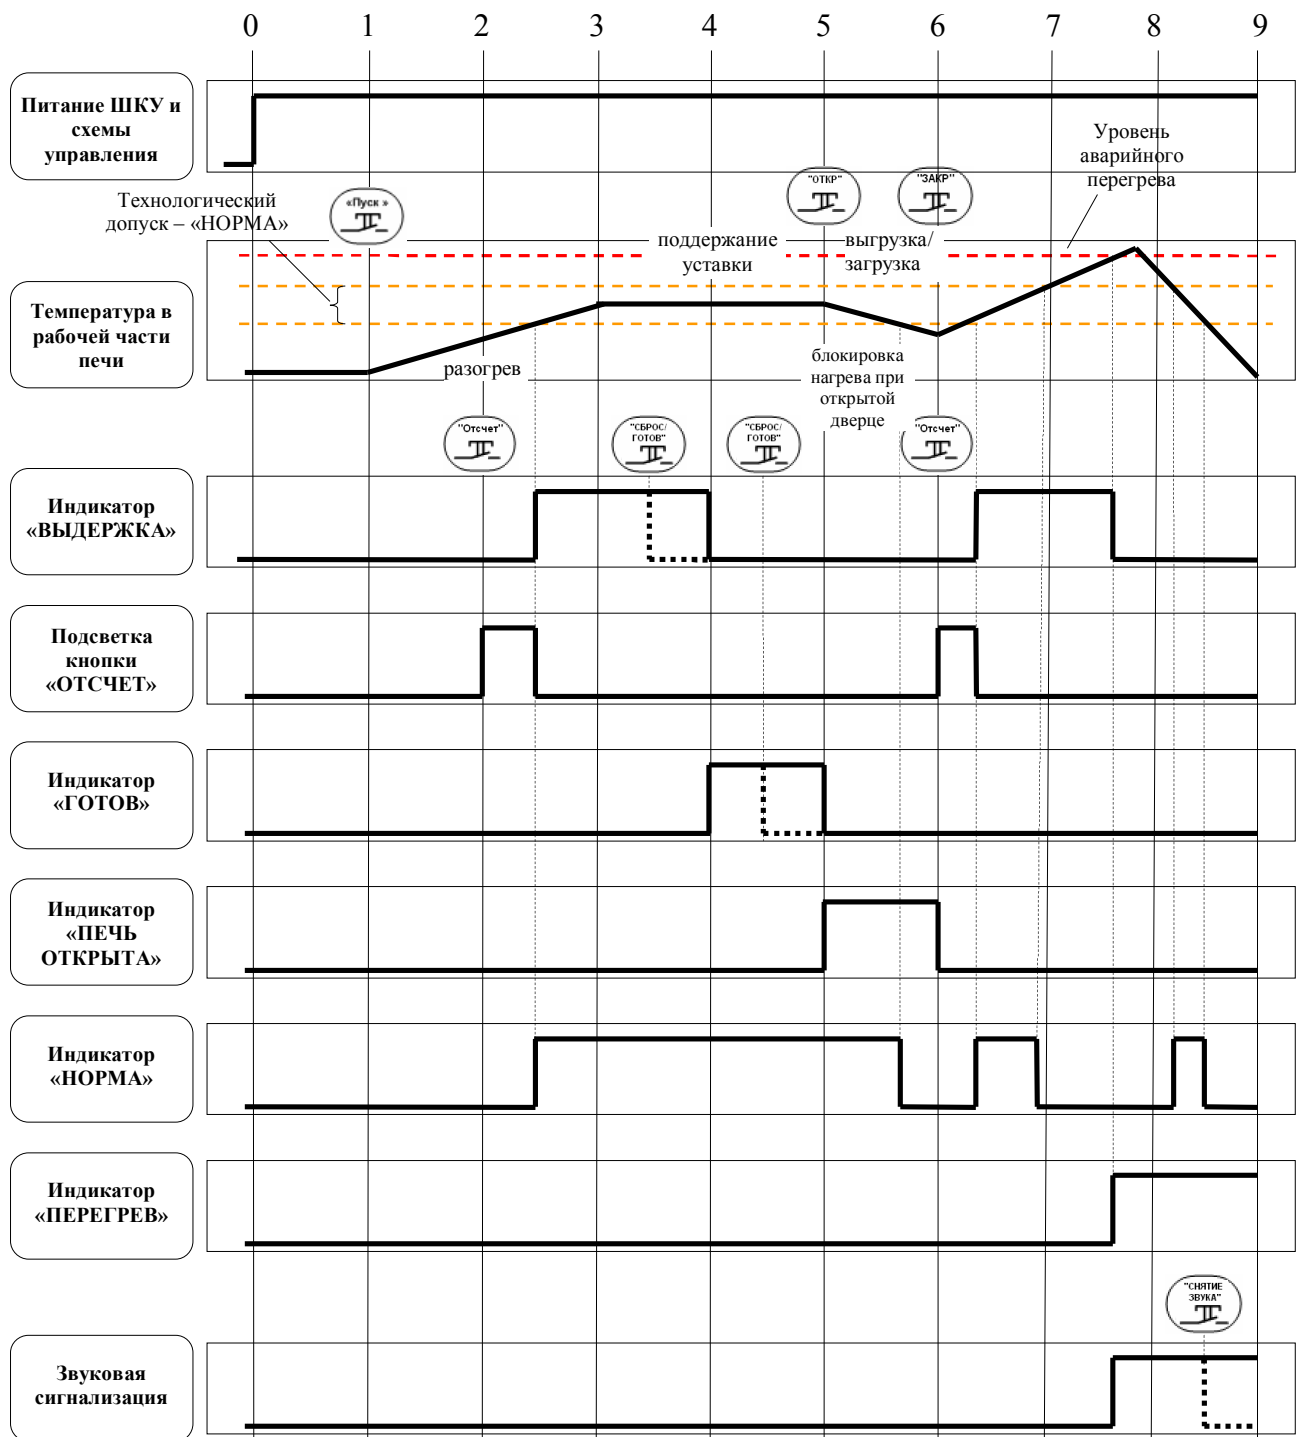 0 1 2 3 4 5 6 7 8 9
Питание ШКУ и
схемы
управления
Уровень
аварийного
перегрева
Технологический
допуск – «НОРМА»
«Пуск »
"ОТКР"
"ЗАКР"
поддержание
уставки
выгрузка/
загрузка
Температура в
рабочей части
печи
разогрев
блокировка
нагрева при
открытой
дверце
"Отсчет"
"СБРОС/
ГОТОВ"
"СБРОС/
ГОТОВ"
"Отсчет"
Индикатор
«ВЫДЕРЖКА»
Подсветка
кнопки
«ОТСЧЕТ»
Индикатор
«ГОТОВ»
Индикатор
«ПЕЧЬ
ОТКРЫТА»
Индикатор
«НОРМА»
Индикатор
«ПЕРЕГРЕВ»
"СНЯТИЕ
ЗВУКА"
Звуковая
сигнализация